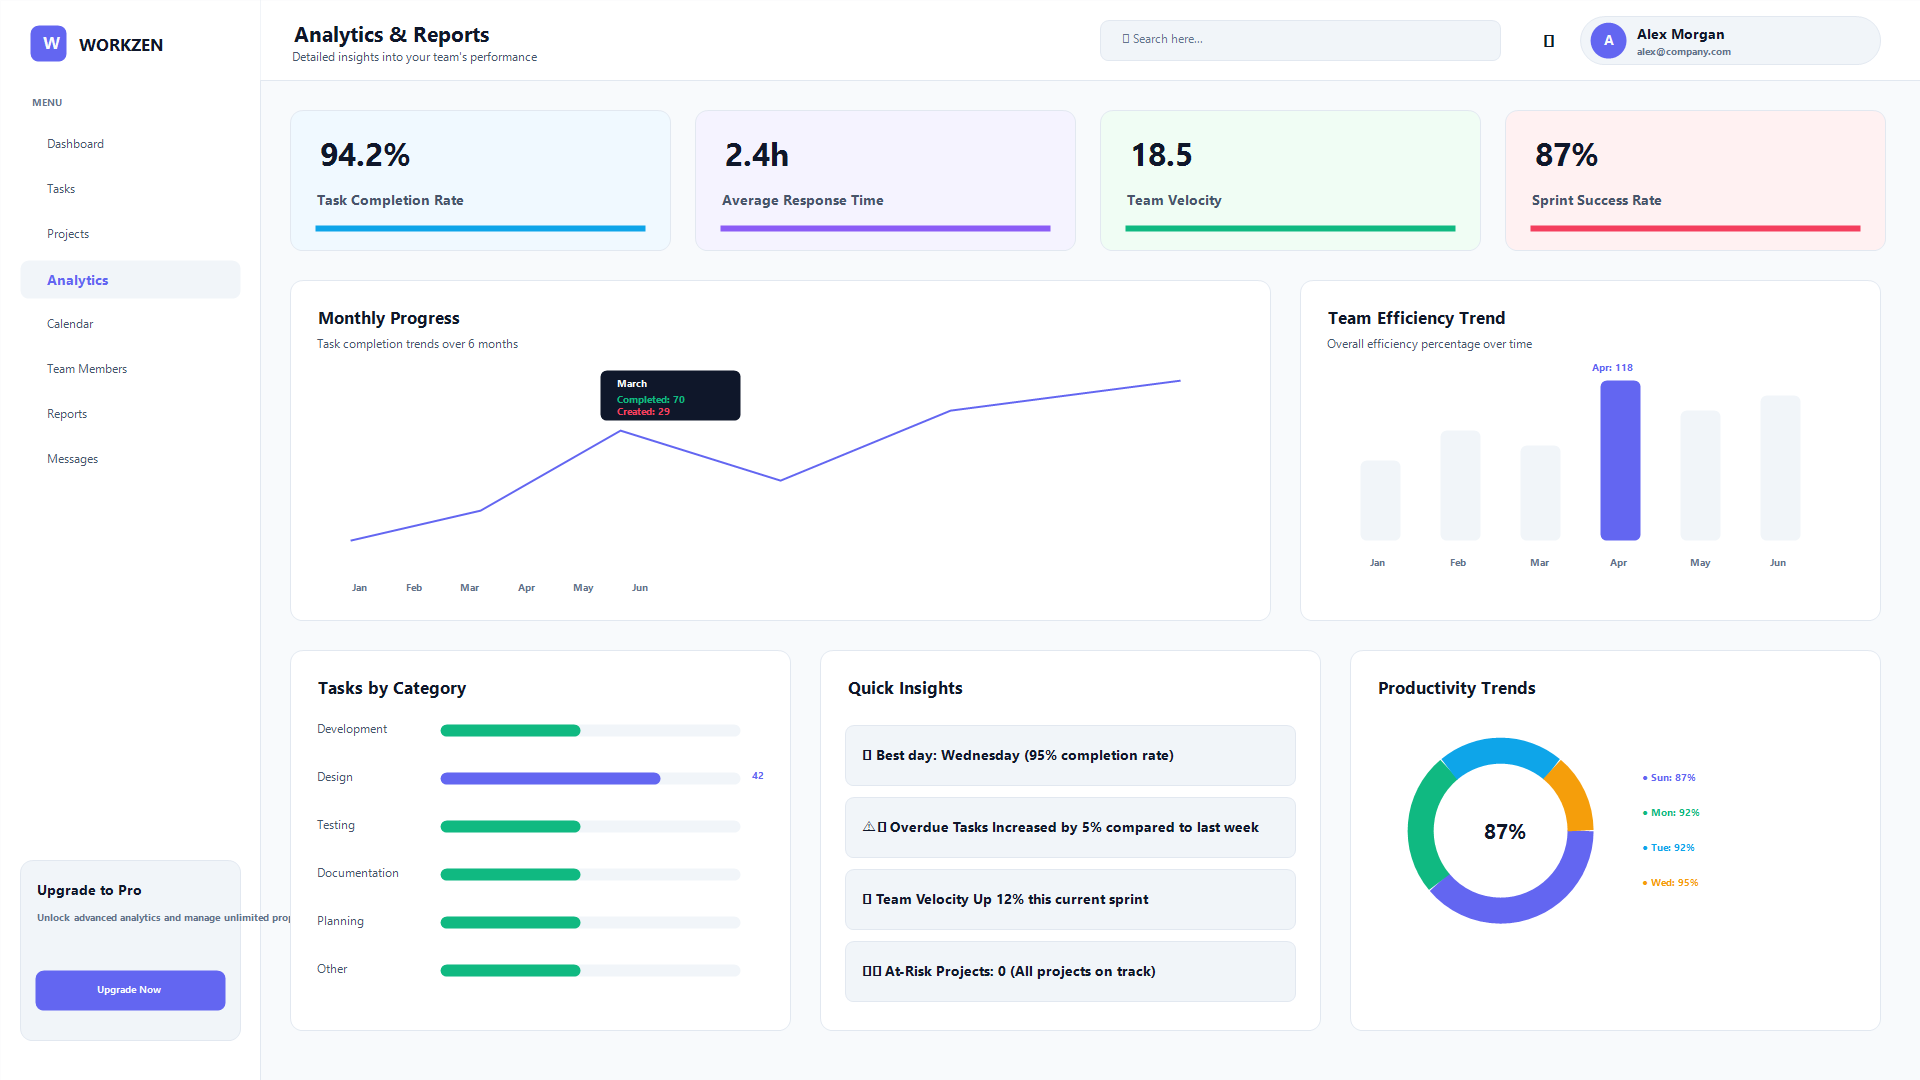 W WORKZEN
MENU
Dashboard
Tasks
Projects
Analytics
Calendar
Team Members
Reports
Messages
Upgrade to Pro
Unlock advanced analytics and manage unlimited
Upgrade Now
Analytics & Reports
Detailed insights into your team's performance
Search here...
A
Alex Morgan
alex@company.com
94.2%
Task Completion Rate
2.4h
Average Response Time
18.5
Team Velocity
87%
Sprint Success Rate
Monthly Progress
Task completion trends over 6 months
March
Completed: 70
Created: 29
Jan Feb Mar Apr May Jun
Team Efficiency Trend
Overall efficiency percentage over time
Apr: 118
Jan Feb Mar Apr May Jun
Tasks by Category
Development
Design 42
Testing
Documentation
Planning
Other
Quick Insights
Best day: Wednesday (95% completion rate)
⚠ Overdue Tasks Increased by 5% compared to last week
Team Velocity Up 12% this current sprint
At-Risk Projects: 0 (All projects on track)
Productivity Trends
87%
• Sun: 87%
• Mon: 92%
• Tue: 92%
• Wed: 95%